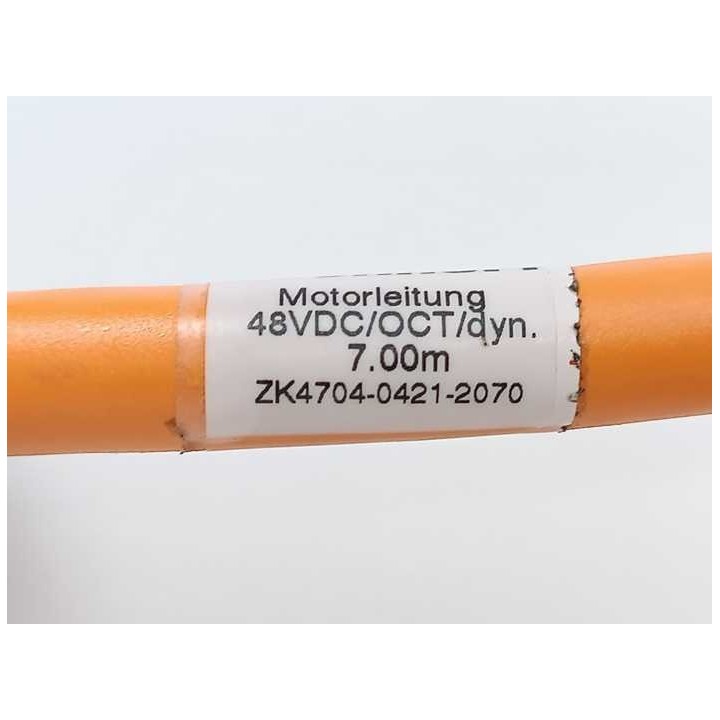 Motorleitung
48VDC/OCT/dyn.
7.00m
ZK4704-0421-2070